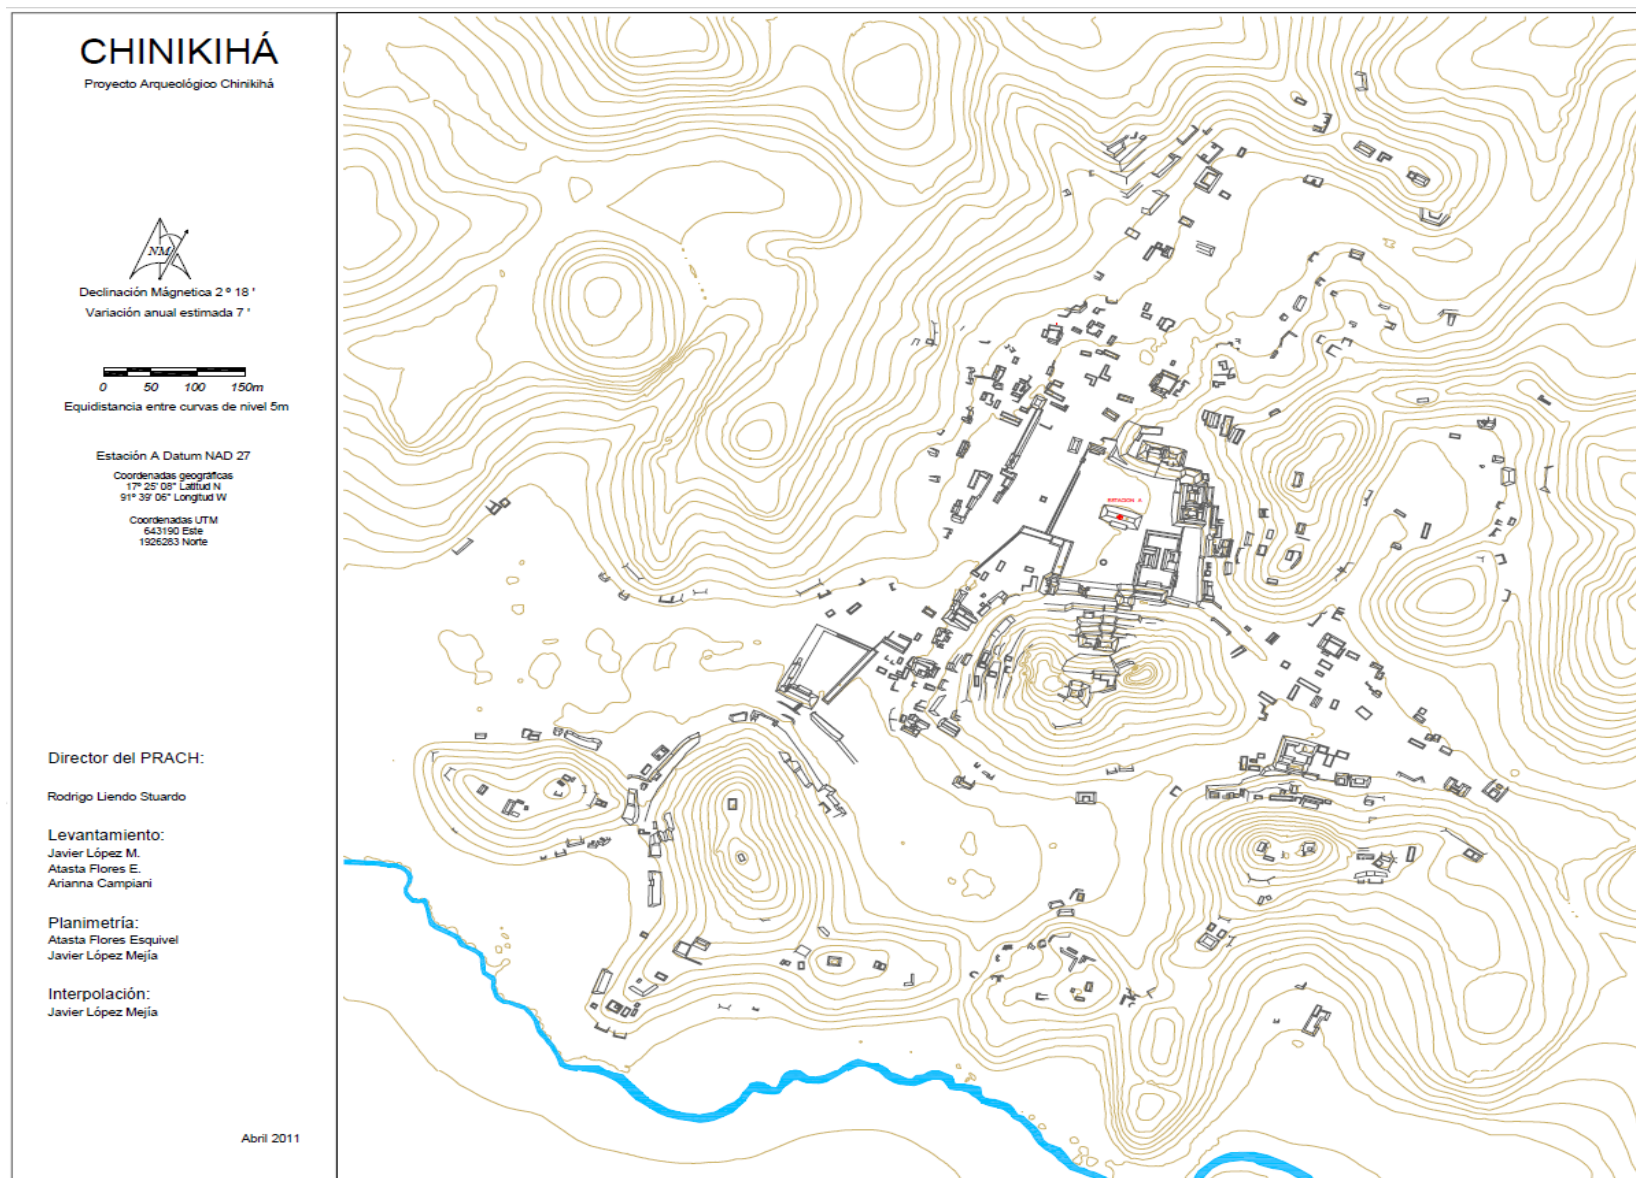 CHINIKIHÁ
Proyecto Arqueológico Chinikihá
NM
Declinación Mágnetica 2 º 18 '
Variación anual estimada 7 '
0 50 100 150m
Equidistancia entre curvas de nivel 5m
Estación A Datum NAD 27
Coordenadas geográficas
17º 25' 08" Latitud N
91º 39' 06" Longitud W
Coordenadas UTM
643190 Este
1926283 Norte
Director del PRACH:
Rodrigo Liendo Stuardo
Levantamiento:
Javier López M.
Atasta Flores E.
Arianna Campiani
Planimetría:
Atasta Flores Esquivel
Javier López Mejía
Interpolación:
Javier López Mejía
Abril 2011
ESTACIÓN A